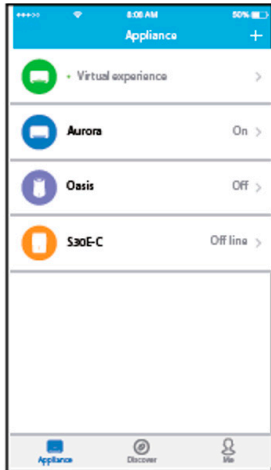 8:08 AM 50%
Appliance +
• Virtual experience >
Aurora On >
Oasis Off >
S30E-C Off line >
Appliance Discover Me